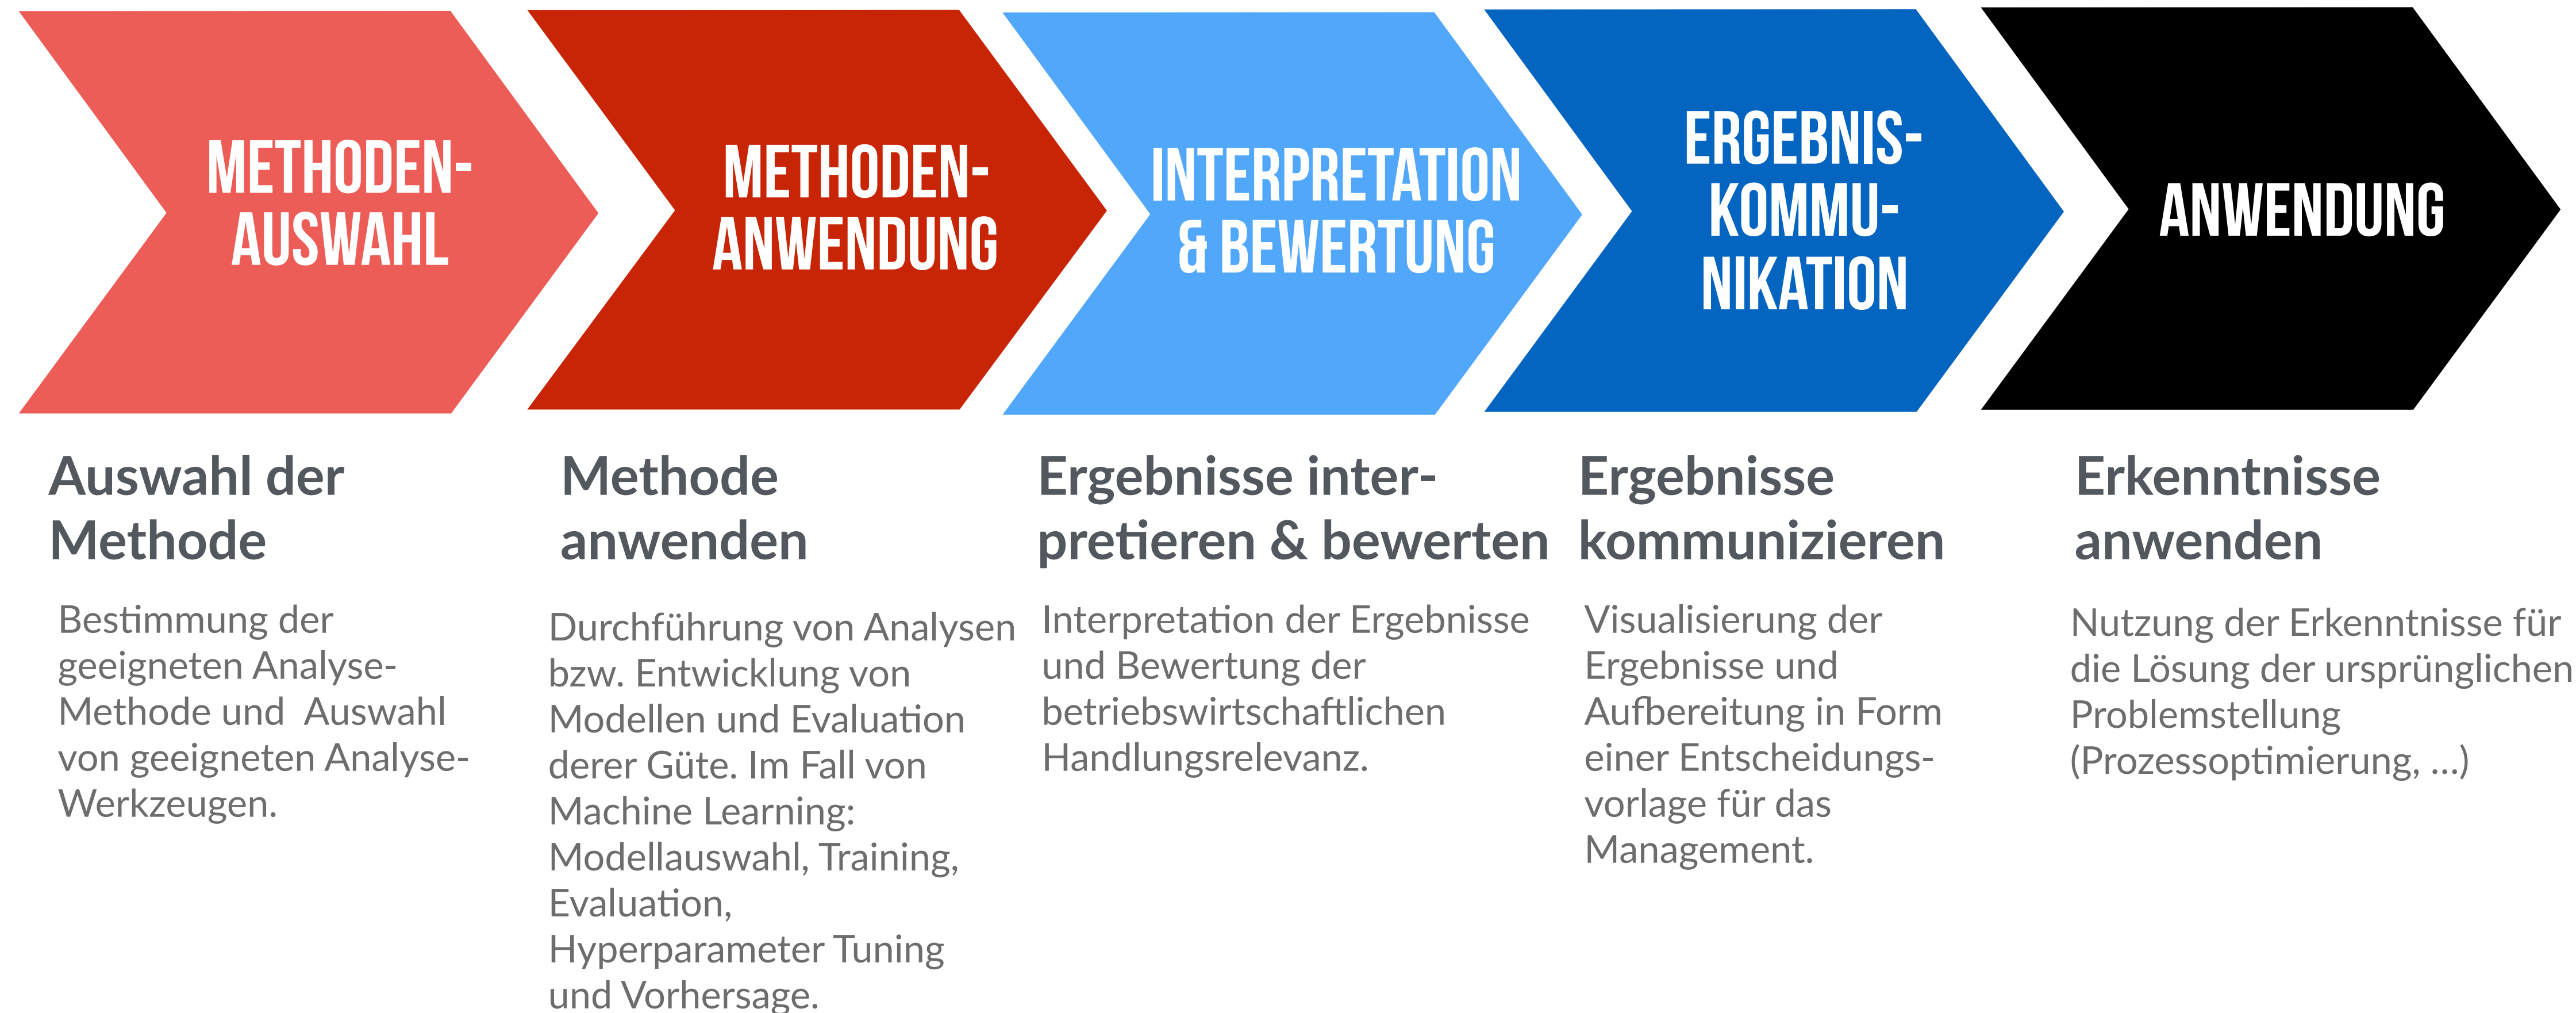 METHODEN-
AUSWAHL
METHODEN-
ANWENDUNG
INTERPRETATION
& BEWERTUNG
ERGEBNIS-
KOMMU-
NIKATION
ANWENDUNG
Auswahl der
Methode
Bestimmung der
geeigneten Analyse-
Methode und  Auswahl
von geeigneten Analyse-
Werkzeugen.
Methode
anwenden
Durchführung von Analysen
bzw. Entwicklung von
Modellen und Evaluation
derer Güte. Im Fall von
Machine Learning:
Modellauswahl, Training,
Evaluation,
Hyperparameter Tuning
und Vorhersage.
Ergebnisse inter-
pretieren & bewerten
Interpretation der Ergebnisse
und Bewertung der
betriebswirtschaftlichen
Handlungsrelevanz.
Ergebnisse
kommunizieren
Visualisierung der
Ergebnisse und
Aufbereitung in Form
einer Entscheidungs-
vorlage für das
Management.
Erkenntnisse
anwenden
Nutzung der Erkenntnisse für
die Lösung der ursprünglichen
Problemstellung
(Prozessoptimierung, ...)